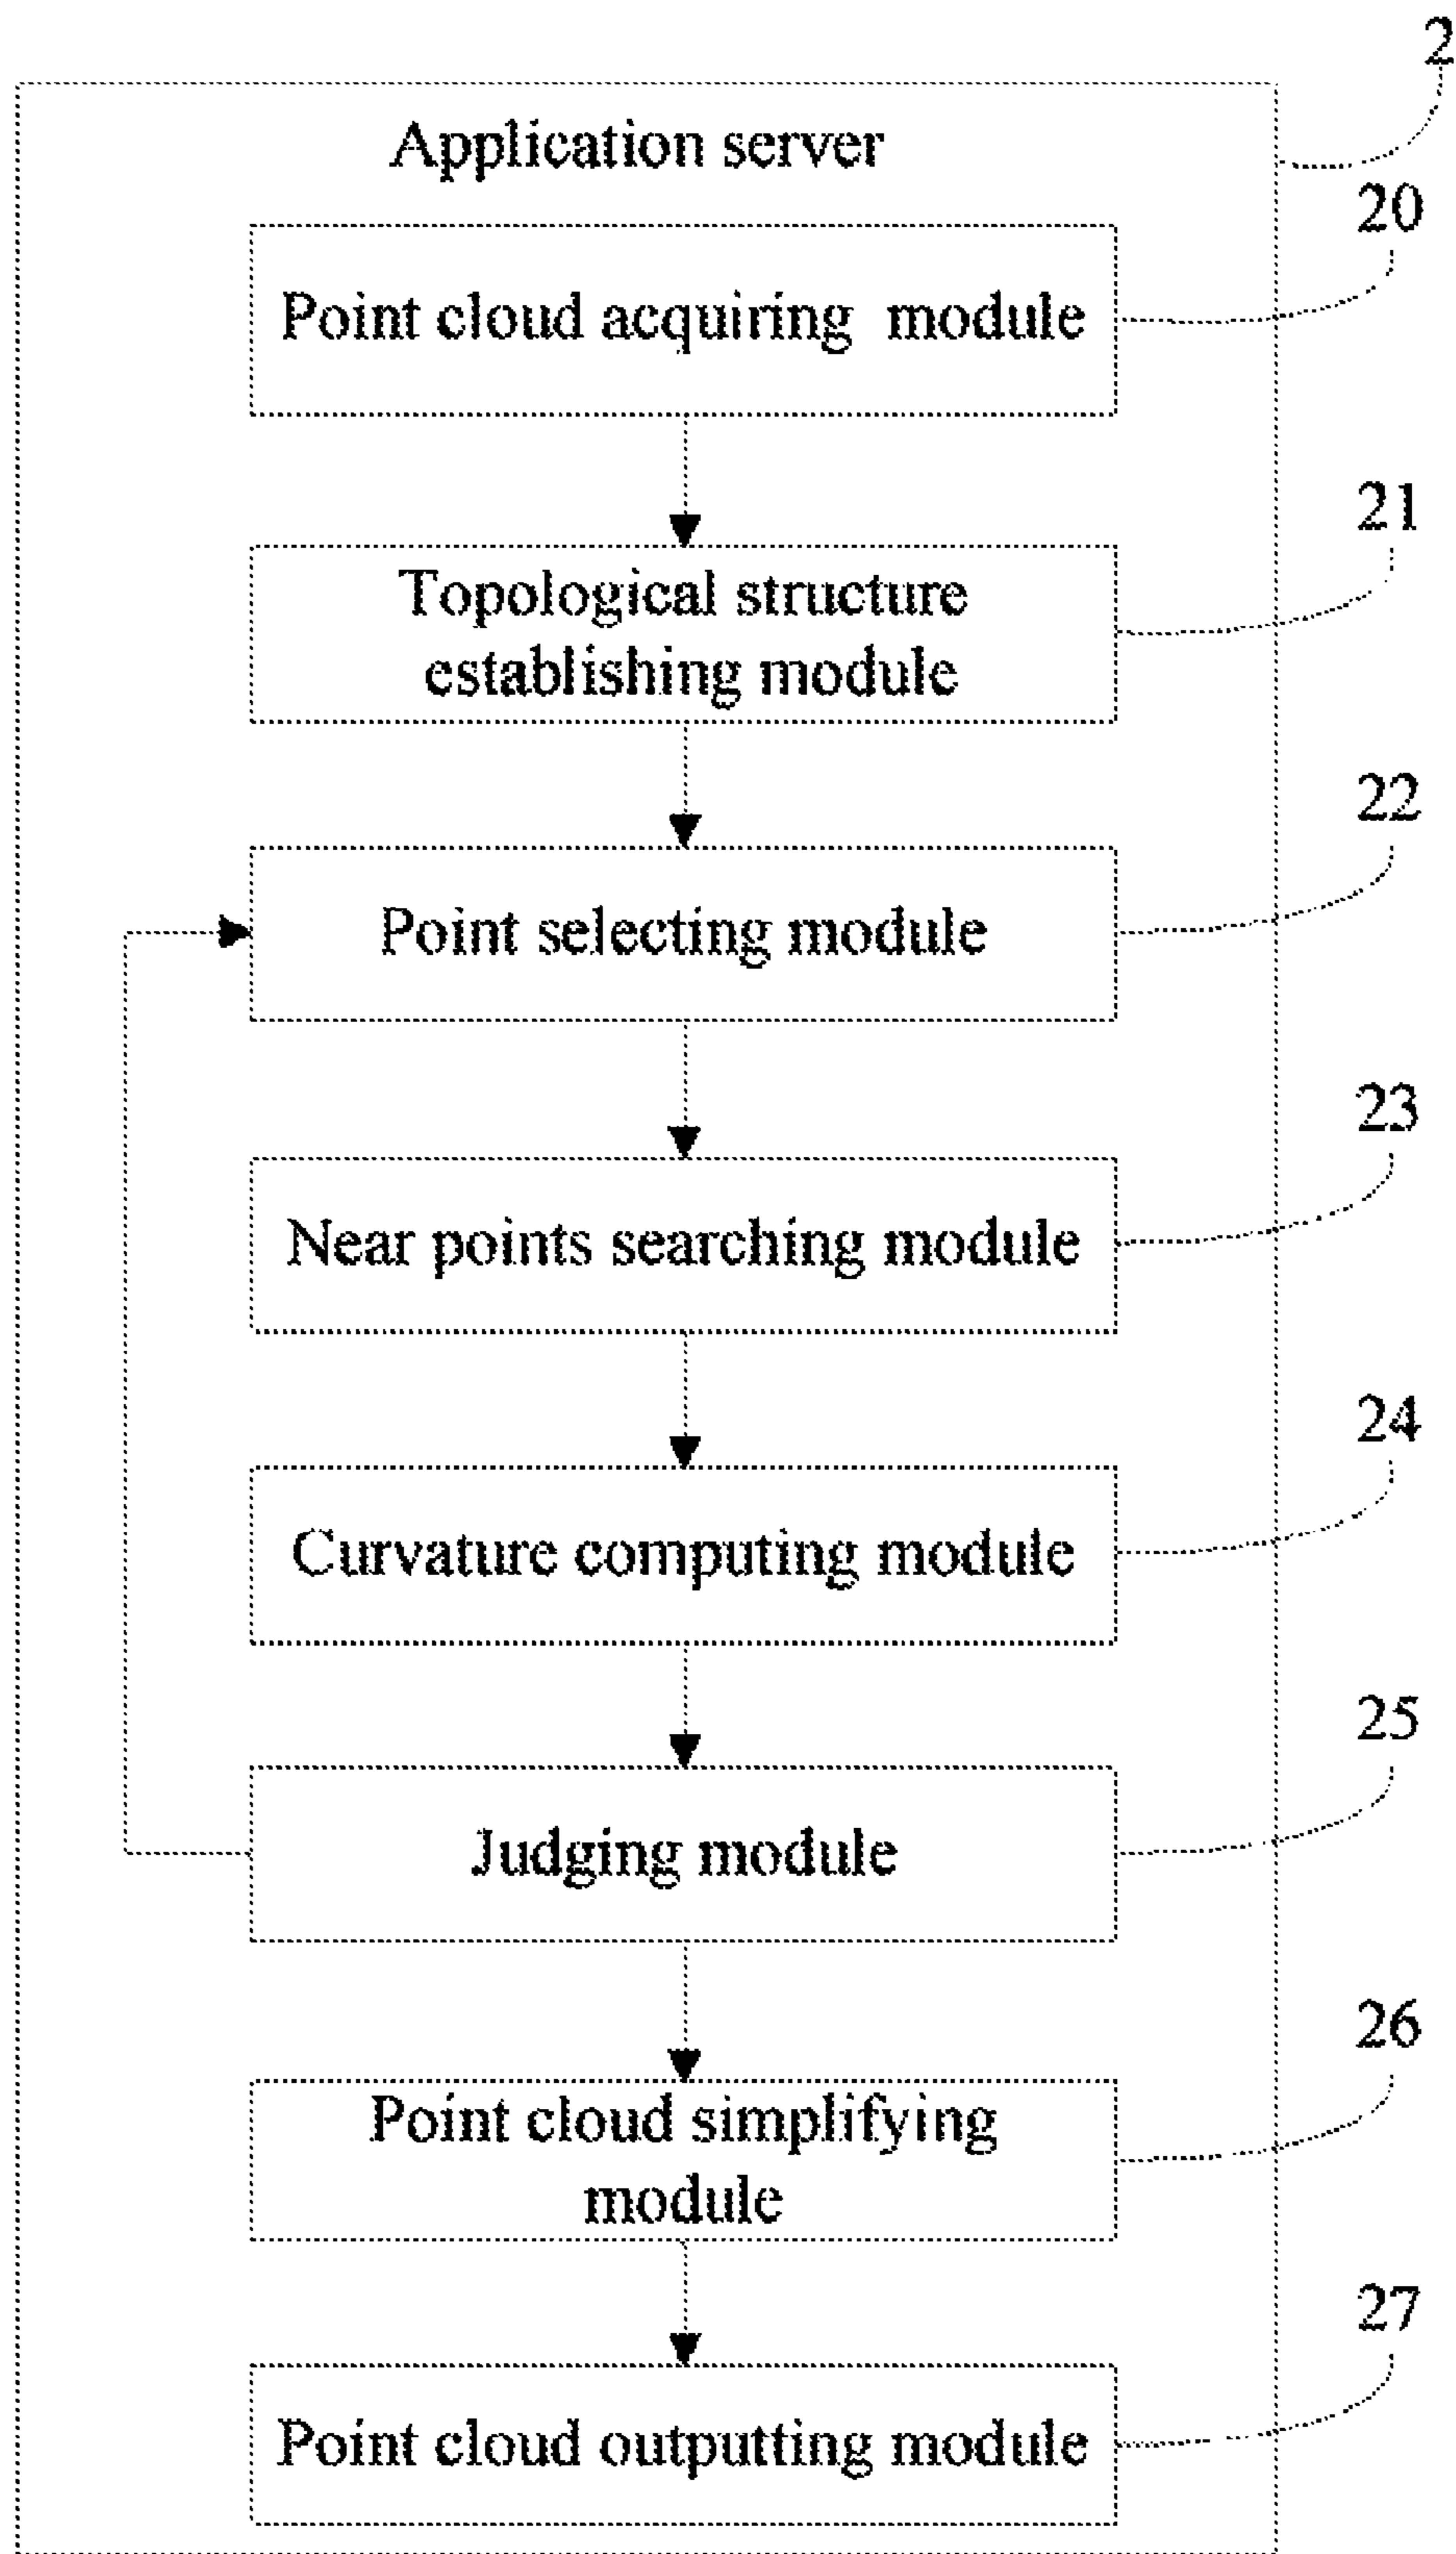 2
Application server
20
Point cloud acquiring module
21
Topological structure
establishing module
22
Point selecting module
23
Near points searching module
24
Curvature computing module
25
Judging module
26
Point cloud simplifying
module
27
Point cloud outputting module